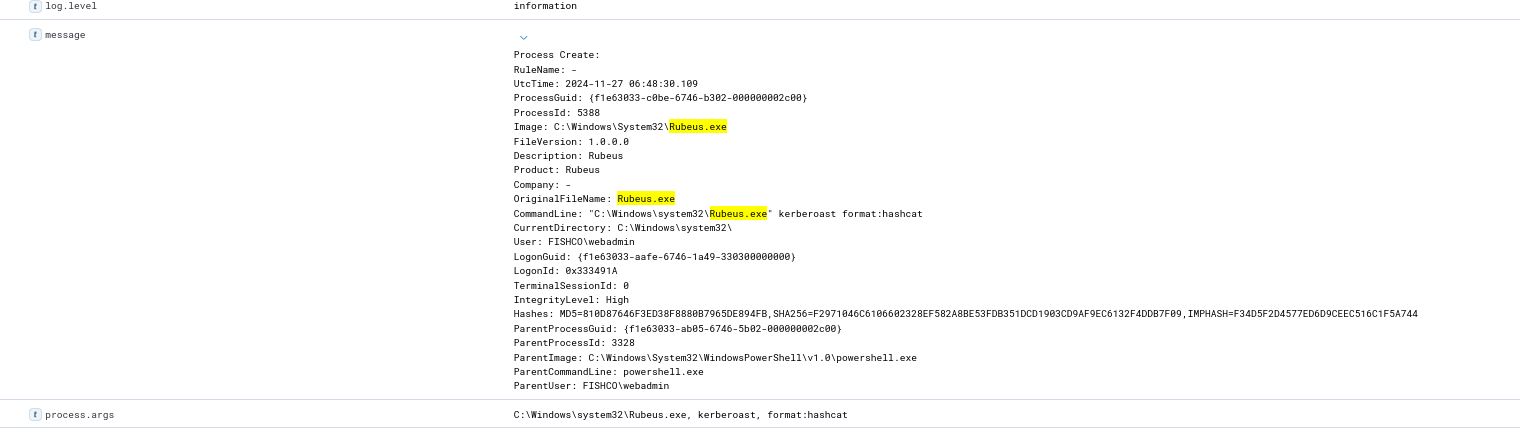 t log.level information
t message
Process Create:
RuleName: -
UtcTime: 2024-11-27 06:48:30.109
ProcessGuid: {f1e63033-c0be-6746-b302-000000002c00}
ProcessId: 5388
Image: C:\Windows\System32\Rubeus.exe
FileVersion: 1.0.0.0
Description: Rubeus
Product: Rubeus
Company: -
OriginalFileName: Rubeus.exe
CommandLine: "C:\Windows\system32\Rubeus.exe" kerberoast format:hashcat
CurrentDirectory: C:\Windows\system32\
User: FISHCO\webadmin
LogonGuid: {f1e63033-aafe-6746-1a49-330300000000}
LogonId: 0x333491A
TerminalSessionId: 0
IntegrityLevel: High
Hashes: MD5=810D87646F3ED38F8880B7965DE894FB,SHA256=F2971046C6106602328EF582A8BE53FDB351DCD1903CD9AF9EC6132F4DDB7F09,IMPHASH=F34D5F2D4577ED6D9CEEC516C1F5A744
ParentProcessGuid: {f1e63033-ab05-6746-5b02-000000002c00}
ParentProcessId: 3328
ParentImage: C:\Windows\System32\WindowsPowerShell\v1.0\powershell.exe
ParentCommandLine: powershell.exe
ParentUser: FISHCO\webadmin
t process.args C:\Windows\system32\Rubeus.exe, kerberoast, format:hashcat